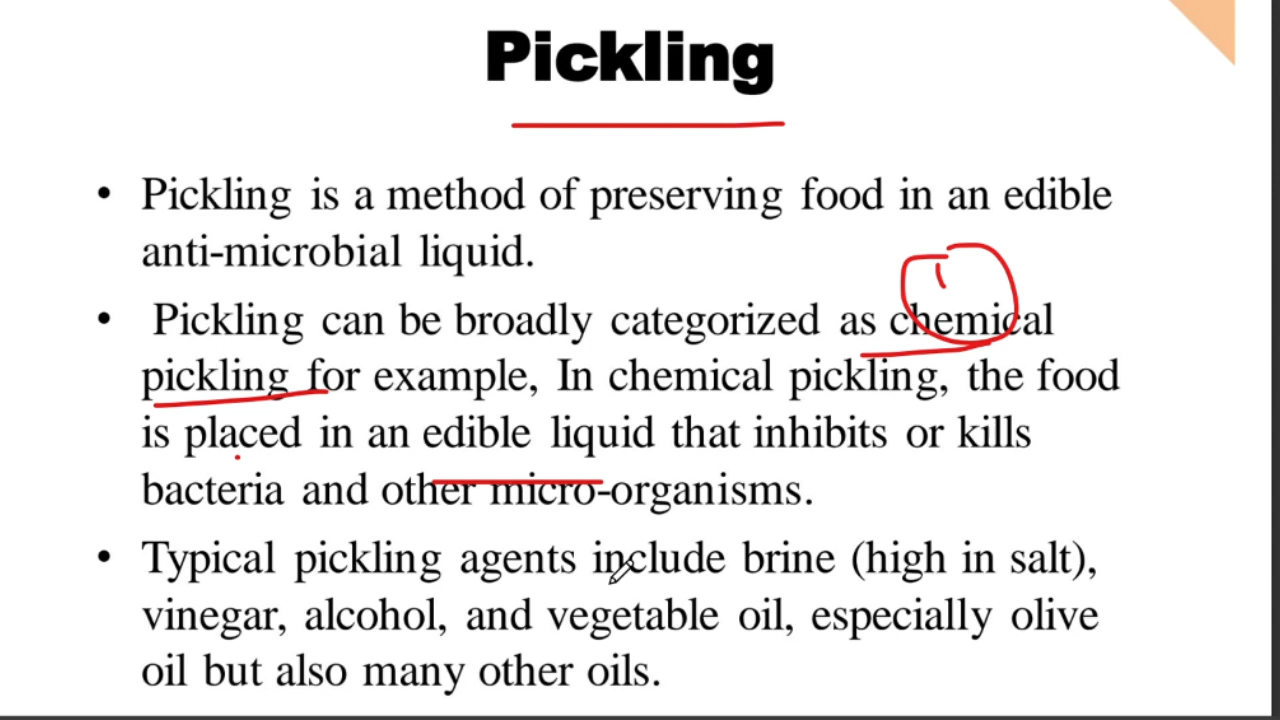 Pickling
• Pickling is a method of preserving food in an edible
anti-microbial liquid.
• Pickling can be broadly categorized as chemical
pickling for example, In chemical pickling, the food
is placed in an edible liquid that inhibits or kills
bacteria and other micro-organisms.
• Typical pickling agents include brine (high in salt),
vinegar, alcohol, and vegetable oil, especially olive
oil but also many other oils.